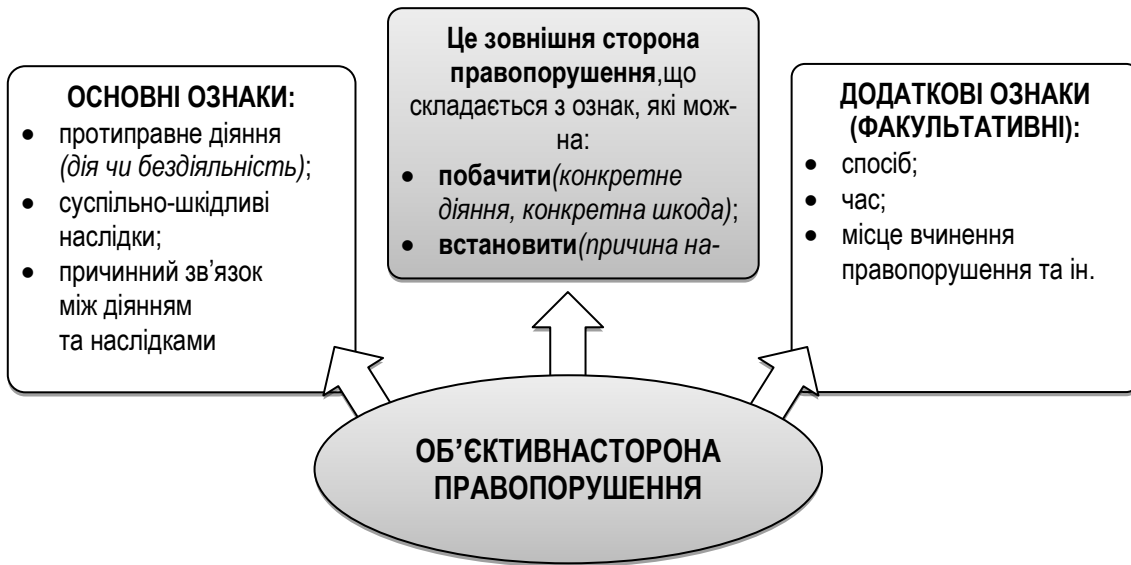 ОСНОВНІ ОЗНАКИ:
• протиправне діяння
(дія чи бездіяльність);
• суспільно-шкідливі
наслідки;
• причинний зв’язок
між діянням
та наслідками
Це зовнішня сторона
правопорушення,що
складається з ознак, які мож-
на:
• побачити(конкретне
діяння, конкретна шкода);
• встановити(причина на-
ДОДАТКОВІ ОЗНАКИ
(ФАКУЛЬТАТИВНІ):
• спосіб;
• час;
• місце вчинення
правопорушення та ін.
ОБ’ЄКТИВНАСТОРОНА
ПРАВОПОРУШЕННЯ